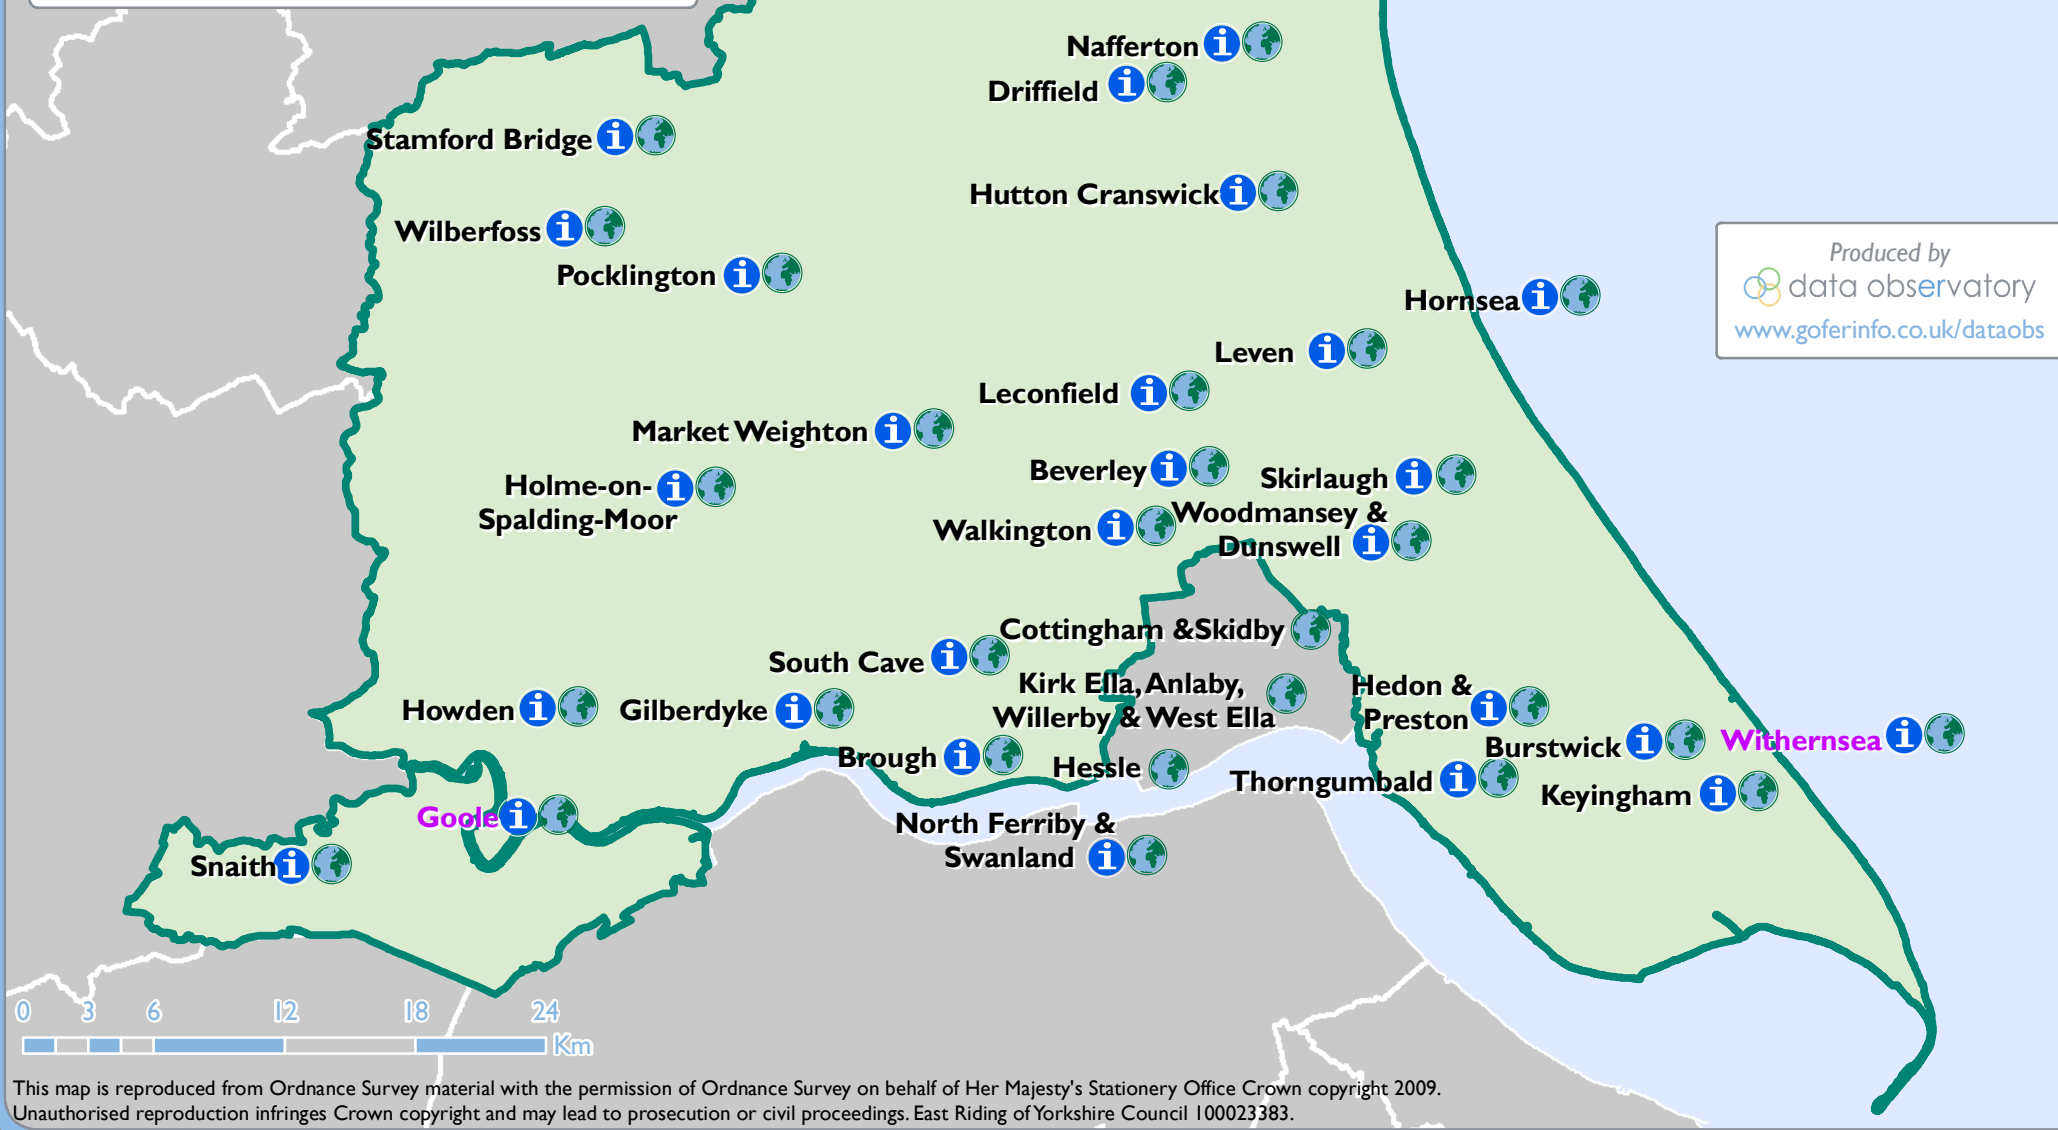 Nafferton
Driffield
Stamford Bridge
Hutton Cranswick
Wilberfoss
Pocklington
Produced by
data observatory
www.goferinfo.co.uk/dataobs
Hornsea
Leven
Leconfield
Market Weighton
Beverley
Skirlaugh
Holme-on-
Spalding-Moor
Walkington
Woodmansey &
Dunswell
Cottingham &Skidby
South Cave
Kirk Ella, Anlaby,
Willerby & West Ella
Hedon &
Preston
Howden
Gilberdyke
Brough
Hessle
Burstwick
Withernsea
Thorngumbald
Keyingham
Goole
North Ferriby &
Swanland
Snaith
0 3 6 12 18 24
Km
This map is reproduced from Ordnance Survey material with the permission of Ordnance Survey on behalf of Her Majesty's Stationery Office Crown copyright 2009.
Unauthorised reproduction infringes Crown copyright and may lead to prosecution or civil proceedings. East Riding of Yorkshire Council 100023383.